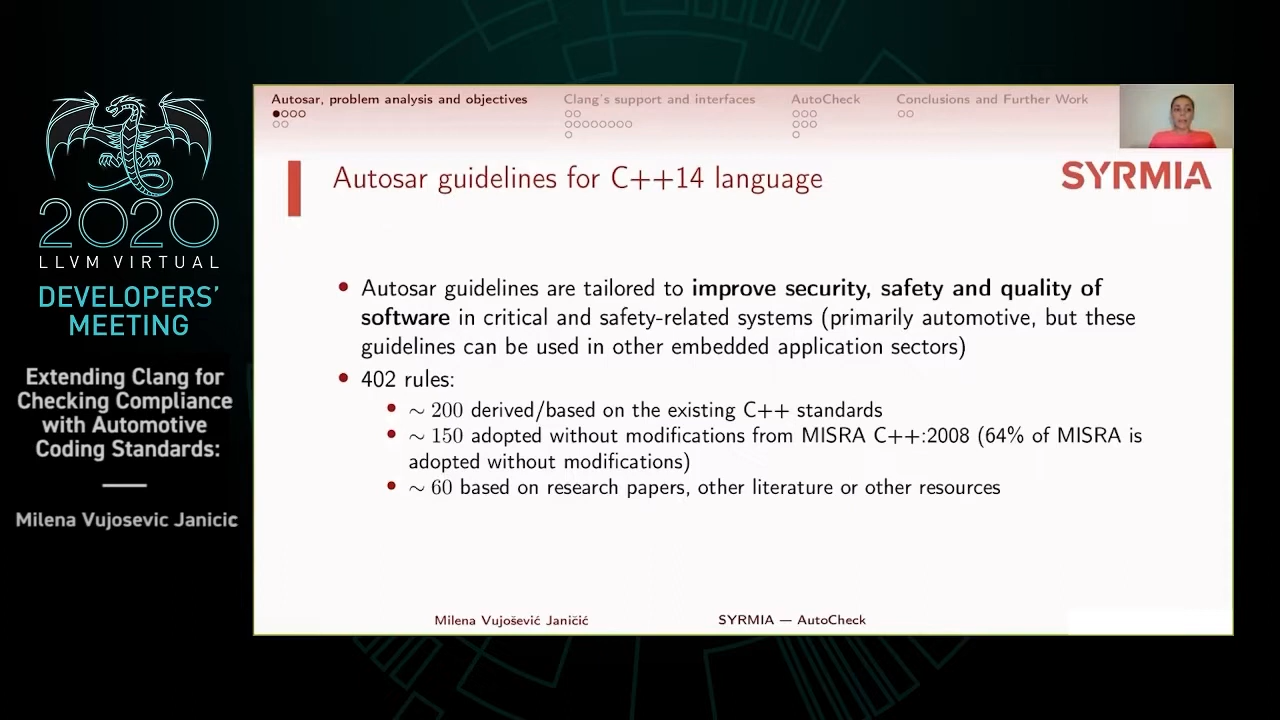 2020
LLVM VIRTUAL
DEVELOPERS'
MEETING
Extending Clang for
Checking Compliance
with Automotive
Coding Standards:
Milena Vujosevic Janicic
Autosar, problem analysis and objectives
Clang's support and interfaces
AutoCheck
Conclusions and Further Work
Autosar guidelines for C++14 language
SYRMIA
• Autosar guidelines are tailored to improve security, safety and quality of
software in critical and safety-related systems (primarily automotive, but these
guidelines can be used in other embedded application sectors)
• 402 rules:
• ~ 200 derived/based on the existing C++ standards
• ~ 150 adopted without modifications from MISRA C++:2008 (64% of MISRA is
adopted without modifications)
• ~ 60 based on research papers, other literature or other resources
Milena Vujošević Janičić
SYRMIA — AutoCheck